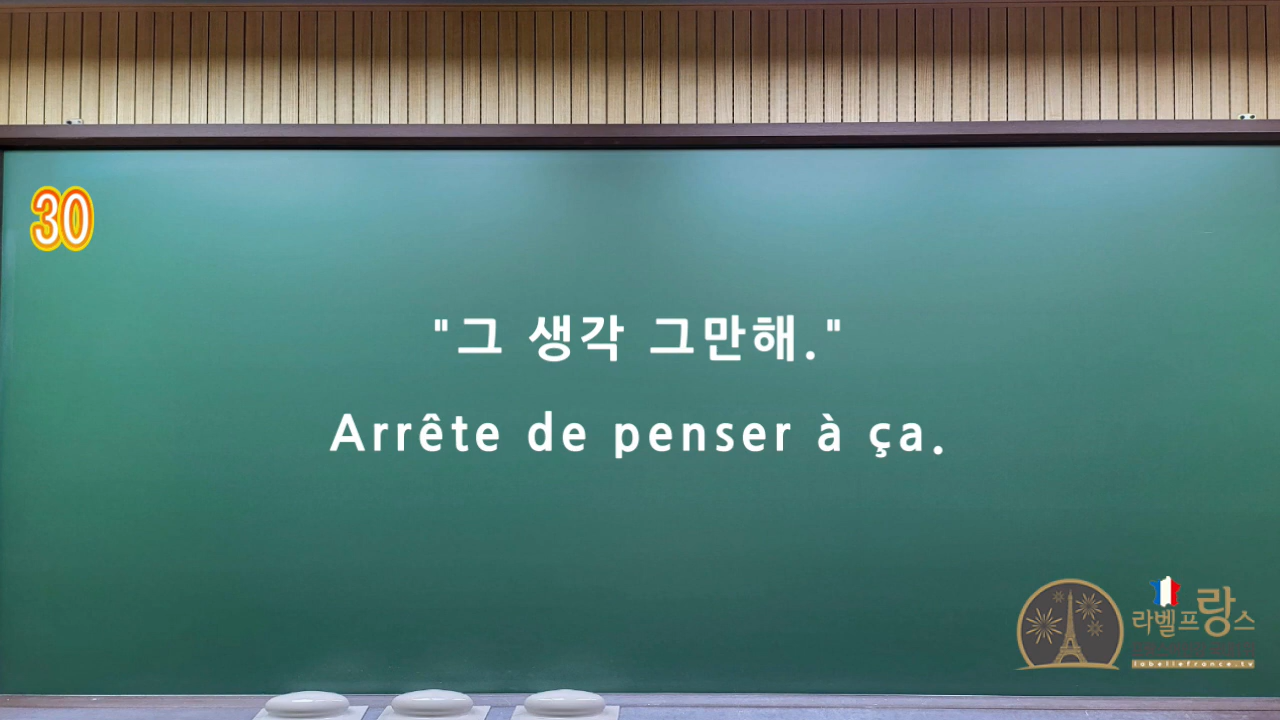 30
"그 생각 그만해."
Arrête de penser à ça.
라벨프랑스
labellefrance.tv